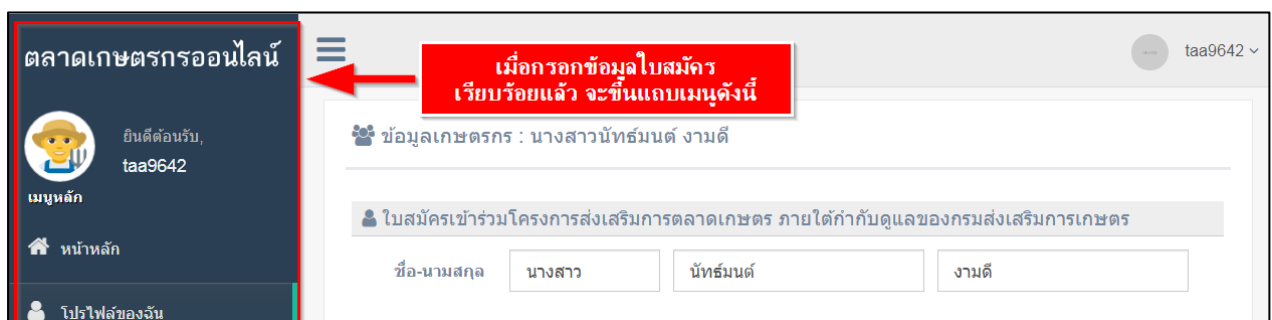 ตลาดเกษตรกรออนไลน์
เมื่อกรอกข้อมูลใบสมัคร
เรียบร้อยแล้ว จะขึ้นแถบเมนูดังนี้
taa9642
ยินดีต้อนรับ,
taa9642
เมนูหลัก
หน้าหลัก
โปรไฟล์ของฉัน
ข้อมูลเกษตรกร : นางสาวนัทธ์มนต์ งามดี
ใบสมัครเข้าร่วมโครงการส่งเสริมการตลาดเกษตร ภายใต้กำกับดูแลของกรมส่งเสริมการเกษตร
ชื่อ-นามสกุล นางสาว นัทธ์มนต์ งามดี